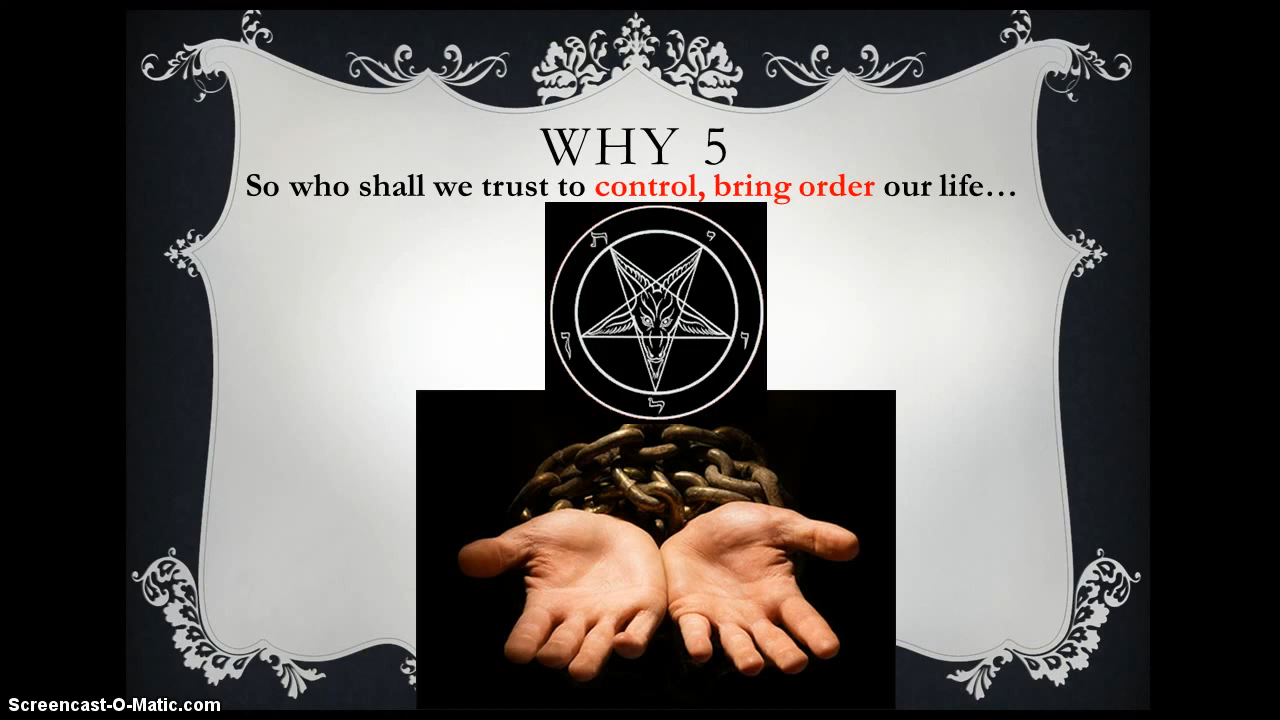 WHY 5
So who shall we trust to control, bring order our life…
ת
י
ן
ו
ל
Screencast-O-Matic.com